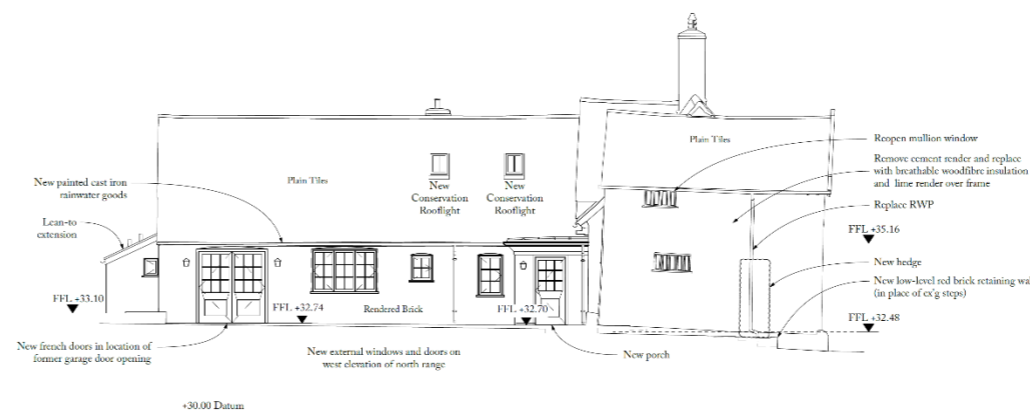 Plain Tiles
Reopen mullion window
Remove cement render and replace
with breathable woodfibre insulation
and lime render over frame
Replace RWP
FFL +35.16
New hedge
New low-level red brick retaining wa
(in place of ex'g steps)
FFL +32.48
Plain Tiles
New
Conservation
Rooflight
New
Conservation
Rooflight
New painted cast iron
rainwater goods
Lean-to
extension
FFL +33.10
FFL +32.74
Rendered Brick
FFL +32.70
New french doors in location of
former garage door opening
New external windows and doors on
west elevation of north range
New porch
+30.00 Datum